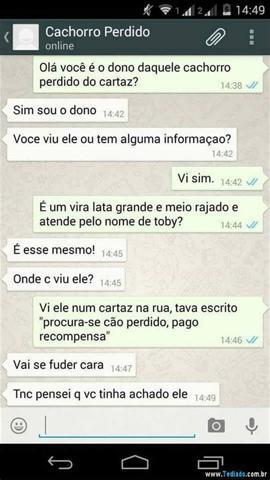 14:49
Cachorro Perdido
online
Olá você é o dono daquele cachorro
perdido do cartaz?
14:38
Sim sou o dono 14:42
Voce viu ele ou tem alguma informaçao?
14:42
Vi sim. 14:42
É um vira lata grande e meio rajado e
atende pelo nome de toby?
14:44
É esse mesmo! 14:45
Onde c viu ele? 14:45
Vi ele num cartaz na rua, tava escrito
"procura-se cão perdido, pago
recompensa"
14:46
Vai se fuder cara 14:47
Tnc pensei q vc tinha achado ele 14:49
www.Tediado.com.br